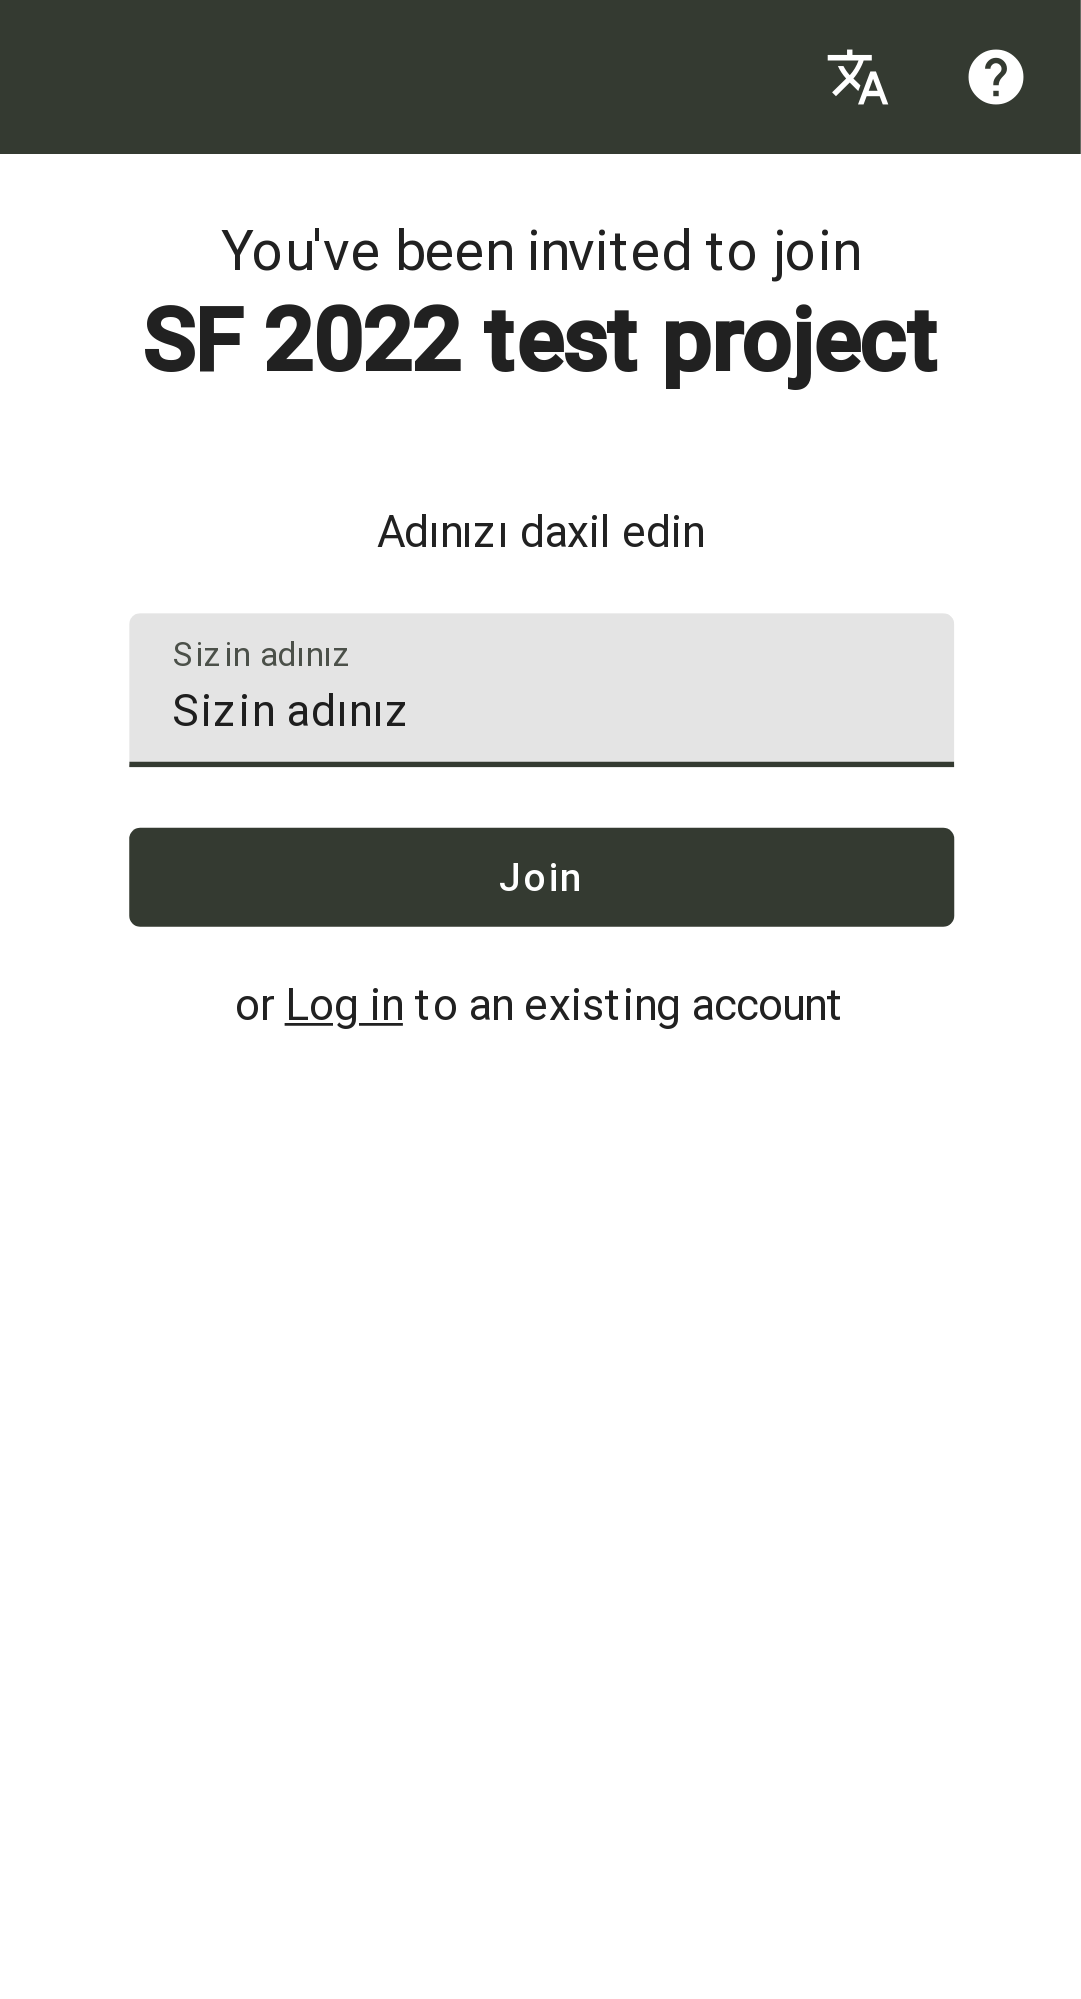 You've been invited to join
SF 2022 test project
Adınızı daxil edin
Sizin adınız
Sizin adınız
Join
or Log in to an existing account